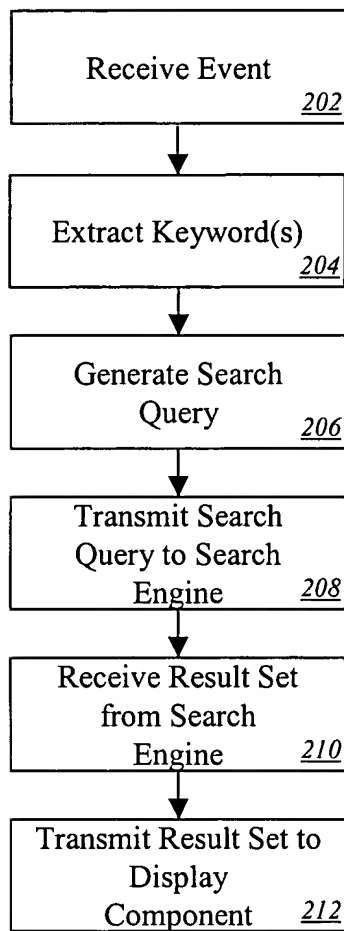 Receive Event
202
Extract Keyword(s)
204
Generate Search
Query
206
Transmit Search
Query to Search
Engine
208
Receive Result Set
from Search
Engine
210
Transmit Result Set to
Display
Component
212